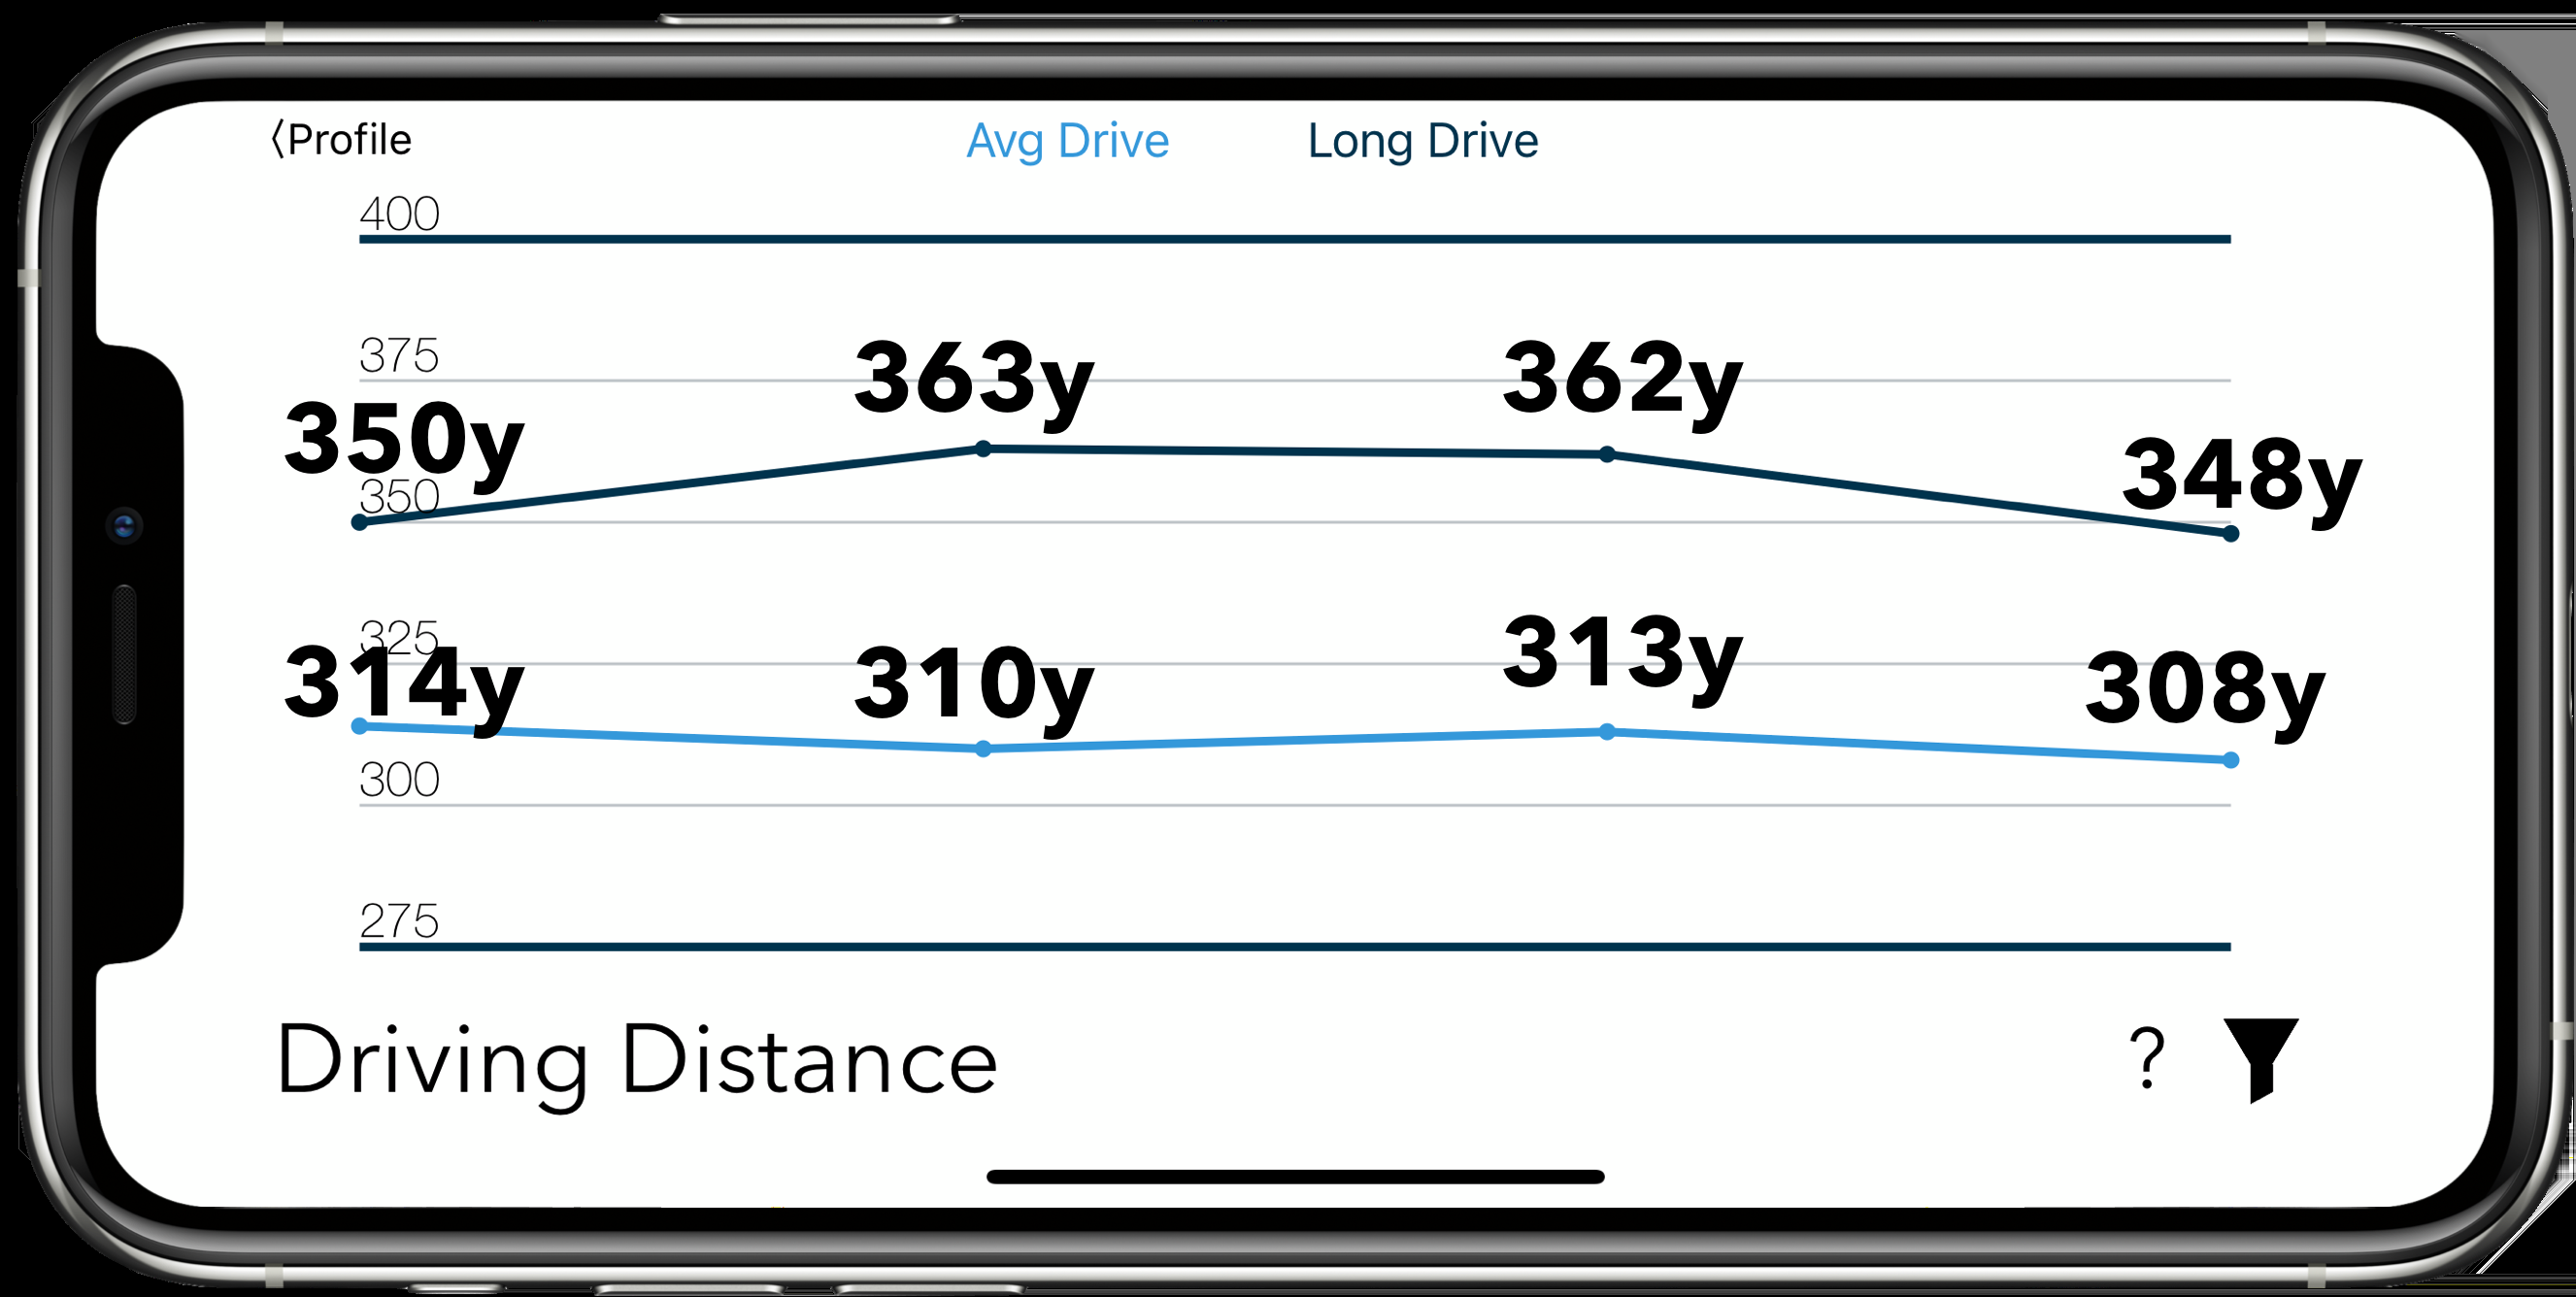 〈Profile
Avg Drive
Long Drive
400
375
363y
362y
350y
348y
350
325
313y
314y
310y
308y
300
275
Driving Distance
?